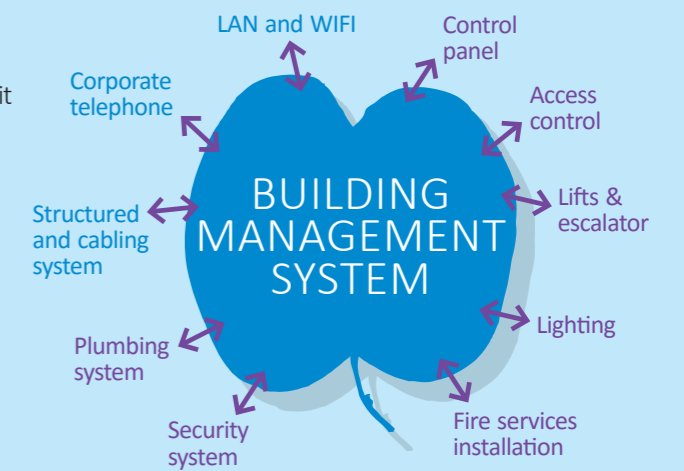 LAN and WIFI
Control
panel
it
Corporate
telephone
Access
control
BUILDING
MANAGEMENT
SYSTEM
Structured
and cabling
system
Lifts &
escalator
Plumbing
system
Lighting
Security
system
Fire services
installation